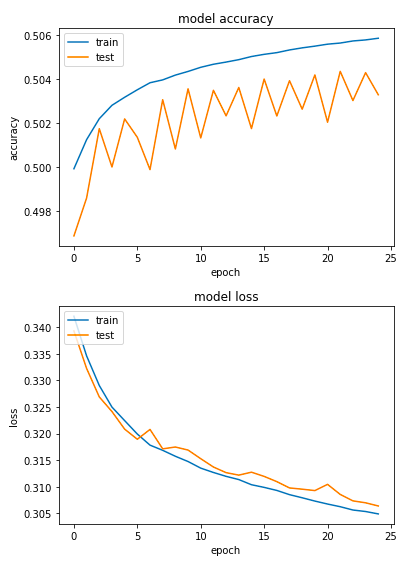 model accuracy
train
test
0.506
0.504
0.502
0.500
0.498
accuracy
0
5
10
15
20
25
epoch
model loss
train
test
0.340
0.335
0.330
0.325
0.320
0.315
0.310
0.305
loss
0
5
10
15
20
25
epoch